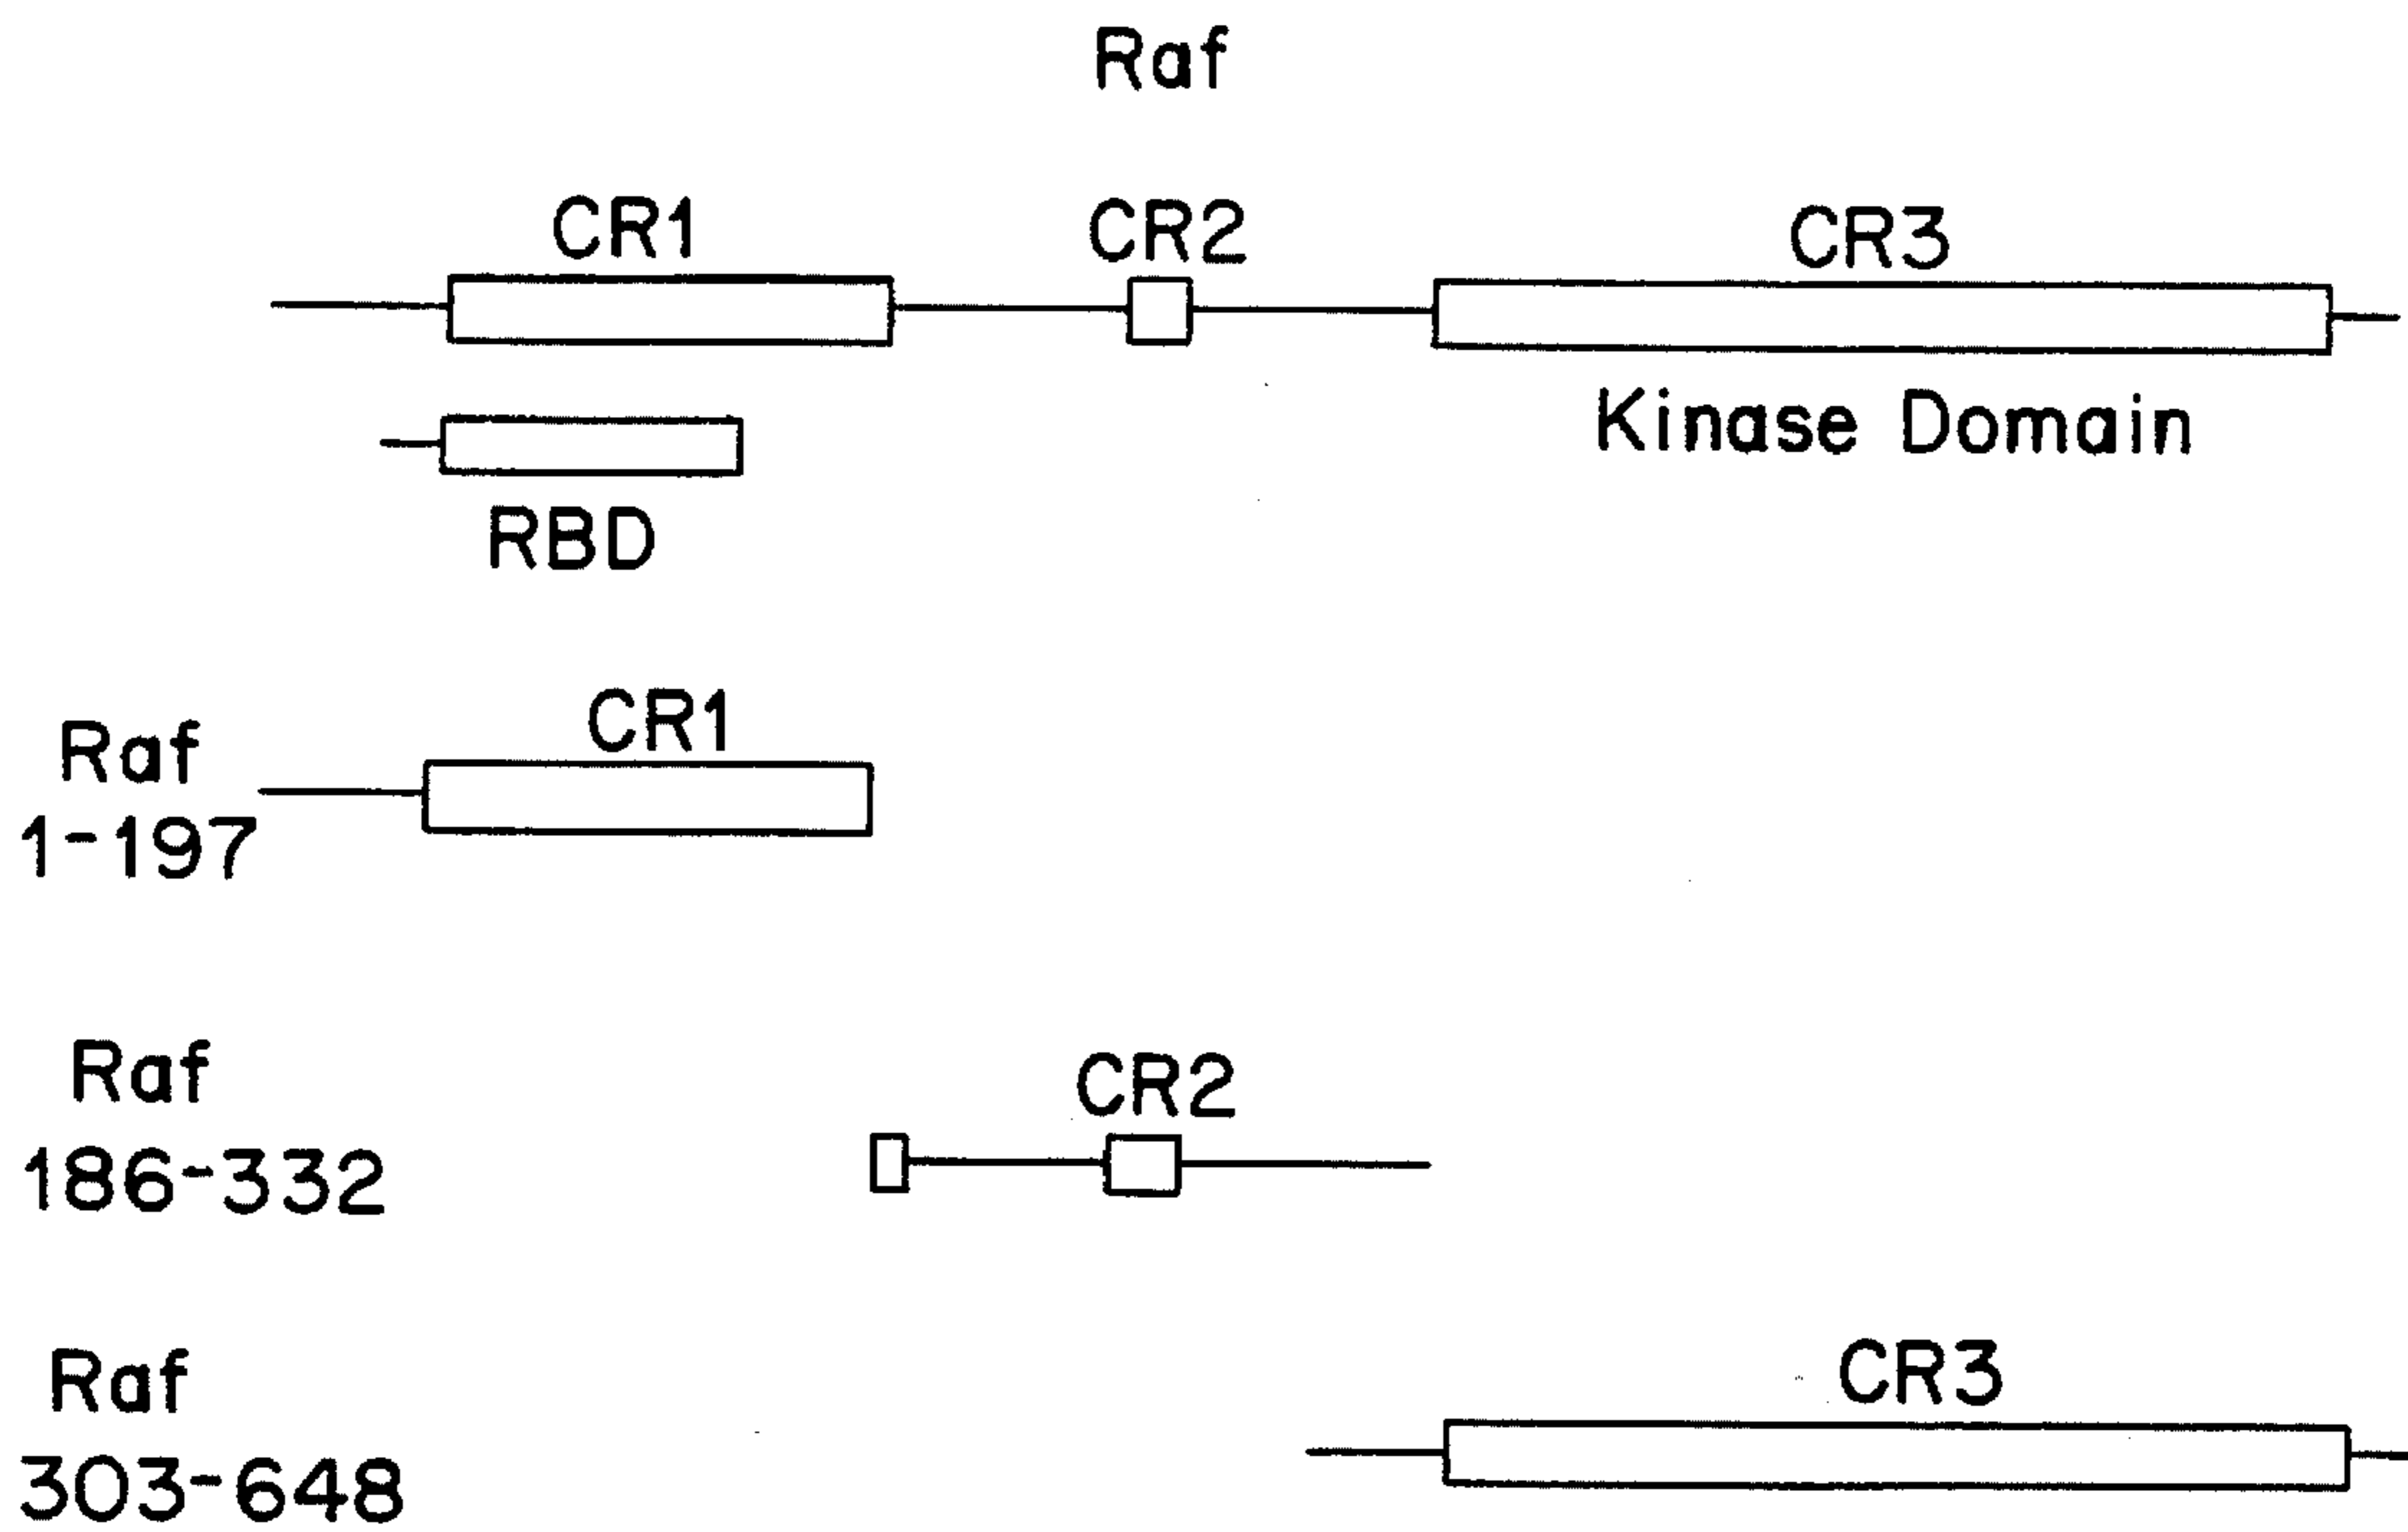 Raf
CR1 CR2 CR3
Kinase Domain
RBD
CR1
Raf
1-197
Raf
CR2
186-332
CR3
Raf
303-648